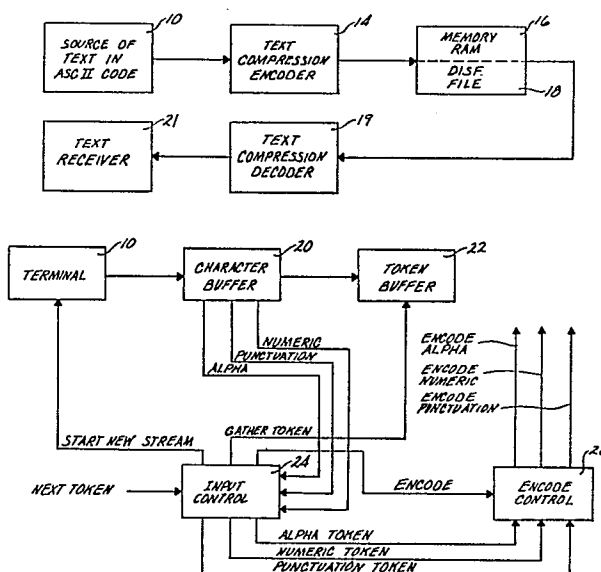 10
SOURCE OF
TEXT IN
ASC II CODE
14
TEXT
COMPRESSION
ENCODER
16
MEMORY
RAM
DISF.
FILE
18
21
TEXT
RECEIVER
19
TEXT
COMPRESSION
DECODER
10
TERMINAL
20
CHARACTER
BUFFER
22
TOKEN
BUFFER
NUMERIC
PUNCTUATION
ALPHA
ENCODE
ALPHA
ENCODE
NUMERIC
ENCODE
PUNCTUATION
START NEW STREAM
GATHER TOKEN
24
NEXT TOKEN
INPUT
CONTROL
ENCODE
ENCODE
CONTROL
ALPHA TOKEN
NUMERIC TOKEN
PUNCTUATION TOKEN